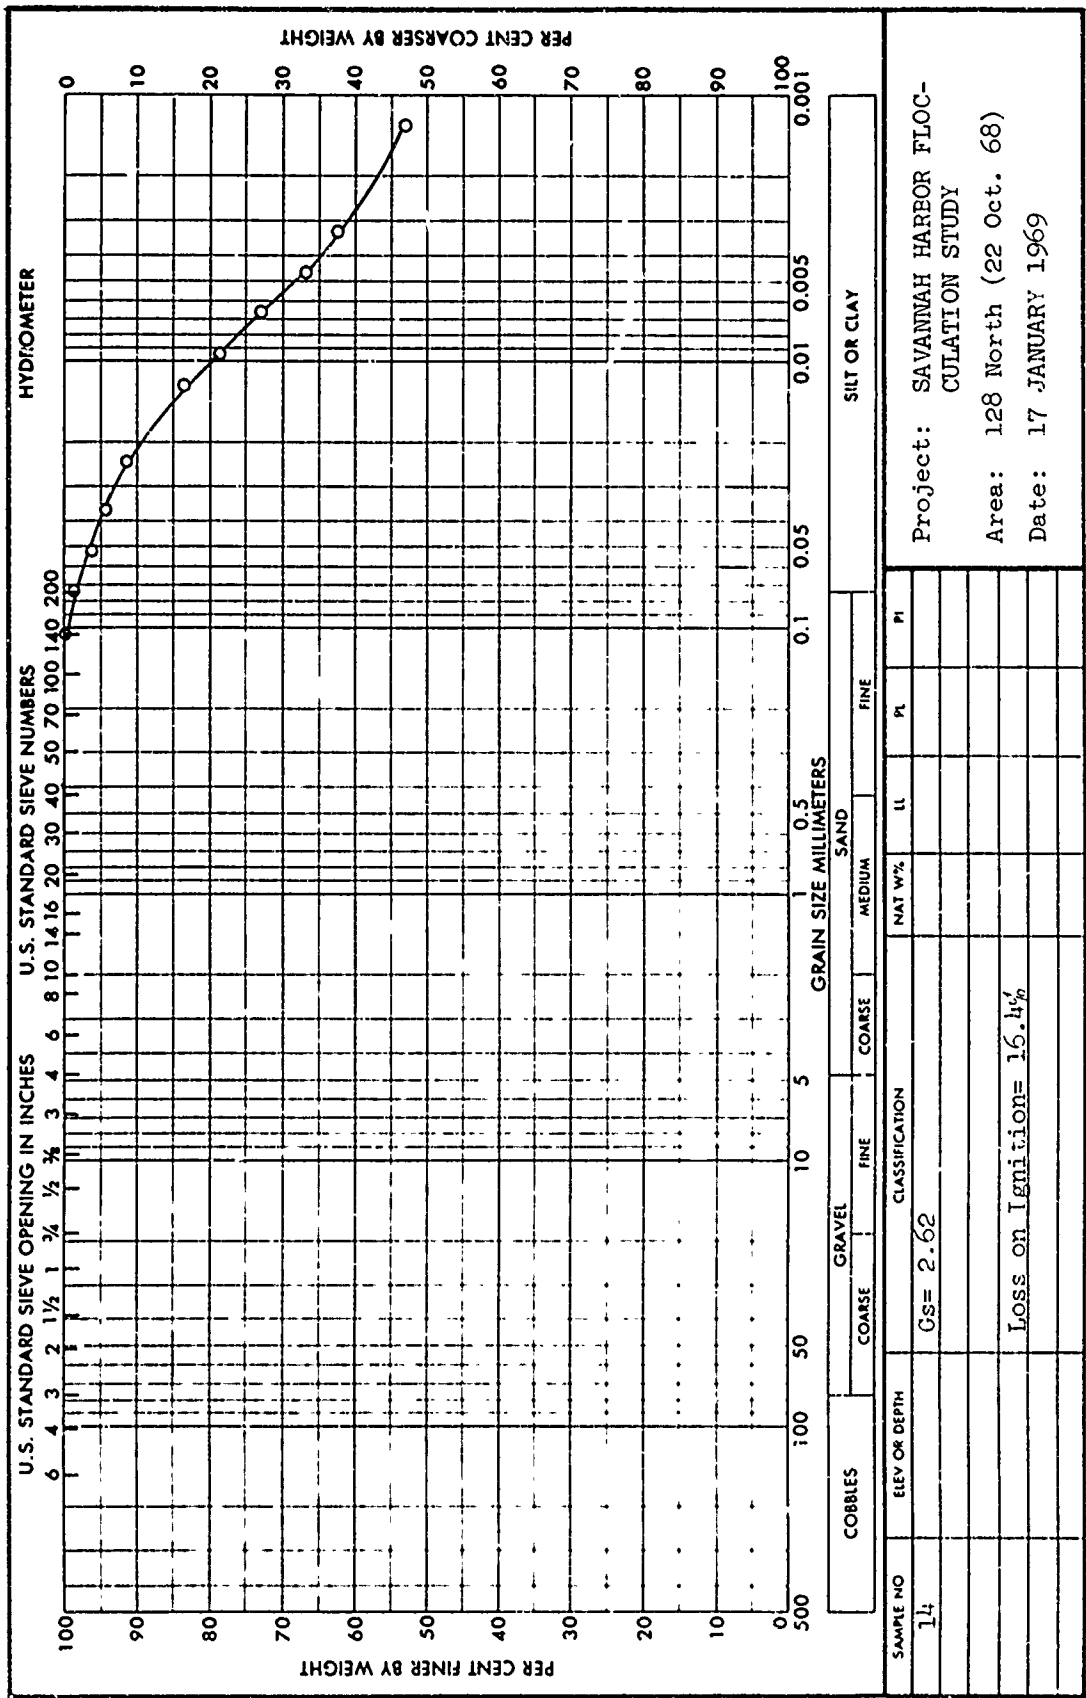 U.S. STANDARD SIEVE OPENING IN INCHES
U.S. STANDARD SIEVE NUMBERS
HYDROMETER
6 4 3 2 1½ 1 ¾ ½ ⅜ 3 4 6 8 10 14 16 20 30 40 50 70 100 140 200
PER CENT FINER BY WEIGHT
100
90
80
70
60
50
40
30
20
10
0
PER CENT COARSER BY WEIGHT
0
10
20
30
40
50
60
70
80
90
100
500 100 50 10 5 1 0.5 0.1 0.05 0.01 0.005 0.001
GRAIN SIZE MILLIMETERS
COBBLES
GRAVEL
SAND
SILT OR CLAY
COARSE
FINE
COARSE
MEDIUM
FINE
SAMPLE NO
ELEV OR DEPTH
CLASSIFICATION
NAT W%
LL
PL
PI
14
Gs= 2.62
Loss on Ignition= 16.4%
Project: SAVANNAH HARBOR FLOC-
CULATION STUDY
Area: 128 North (22 Oct. 68)
Date: 17 JANUARY 1969